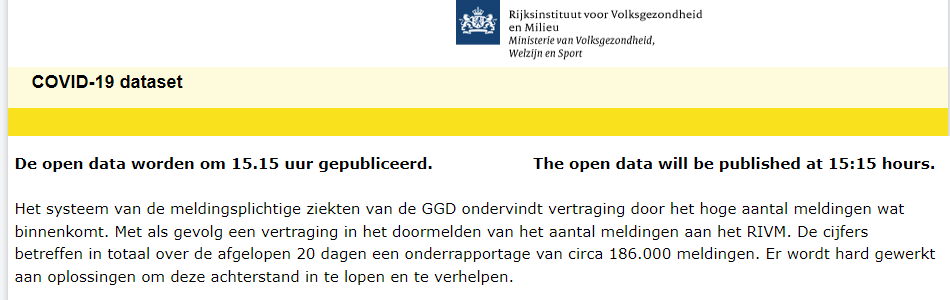 Rijksinstituut voor Volksgezondheid
en Milieu
Ministerie van Volksgezondheid,
Welzijn en Sport
COVID-19 dataset
De open data worden om 15.15 uur gepubliceerd. The open data will be published at 15:15 hours.
Het systeem van de meldingsplichtige ziekten van de GGD ondervindt vertraging door het hoge aantal meldingen wat
binnenkomt. Met als gevolg een vertraging in het doormelden van het aantal meldingen aan het RIVM. De cijfers
betreffen in totaal over de afgelopen 20 dagen een onderrapportage van circa 186.000 meldingen. Er wordt hard gewerkt
aan oplossingen om deze achterstand in te lopen en te verhelpen.